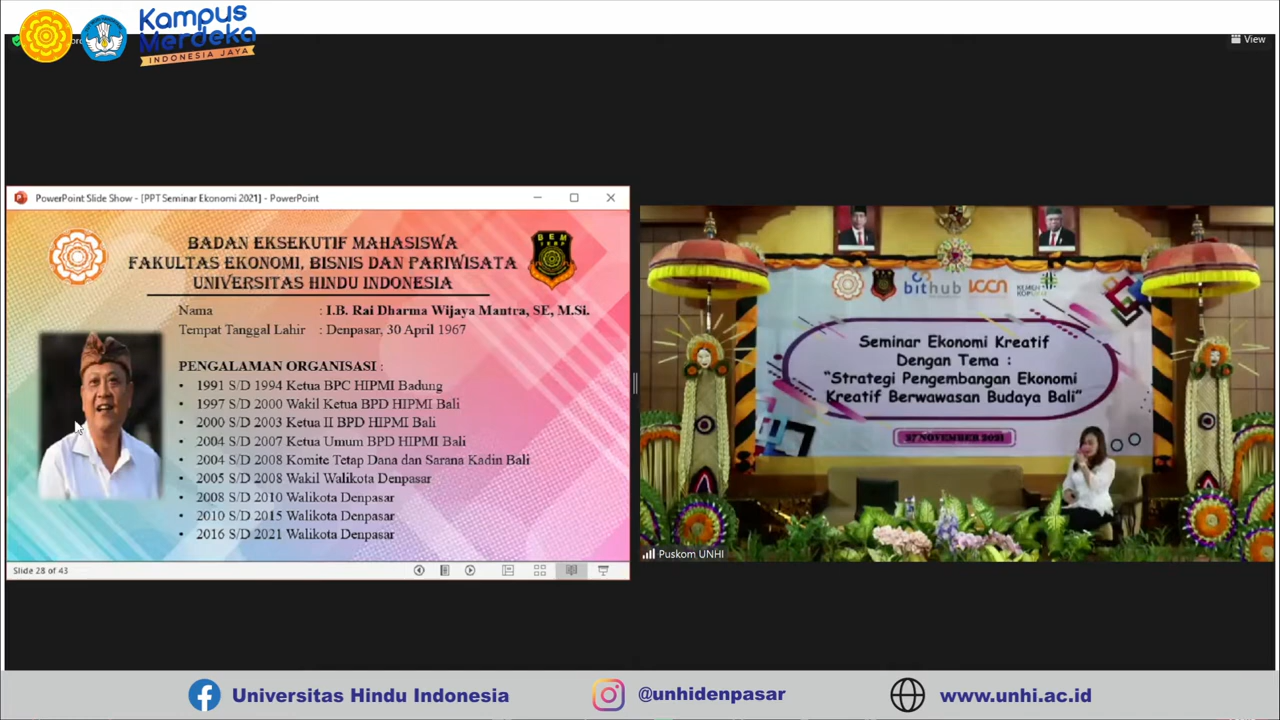 Kampus
Merdeka
INDONESIA JAYA
View
PowerPoint Slide Show - [PPT Seminar Ekonomi 2021] - PowerPoint
BADAN EKSEKUTIF MAHASISWA
FAKULTAS EKONOMI, BISNIS DAN PARIWISATA
UNIVERSITAS HINDU INDONESIA
BEM
Nama : I.B. Rai Dharma Wijaya Mantra, SE, M.Si.
Tempat Tanggal Lahir : Denpasar, 30 April 1967
PENGALAMAN ORGANISASI :
• 1991 S/D 1994 Ketua BPC HIPMI Badung
• 1997 S/D 2000 Wakil Ketua BPD HIPMI Bali
• 2000 S/D 2003 Ketua II BPD HIPMI Bali
• 2004 S/D 2007 Ketua Umum BPD HIPMI Bali
• 2004 S/D 2008 Komite Tetap Dana dan Sarana Kadin Bali
• 2005 S/D 2008 Wakil Walikota Denpasar
• 2008 S/D 2010 Walikota Denpasar
• 2010 S/D 2015 Walikota Denpasar
• 2016 S/D 2021 Walikota Denpasar
Slide 28 of 43
bithub ICCN KEMEN
Seminar Ekonomi Kreatif
Dengan Tema :
"Strategi Pengembangan Ekonomi
Kreatif Berwawasan Budaya Bali"
27 NOVEMBER 2021
Puskom UNHI
Universitas Hindu Indonesia
@unhidenpasar
www.unhi.ac.id